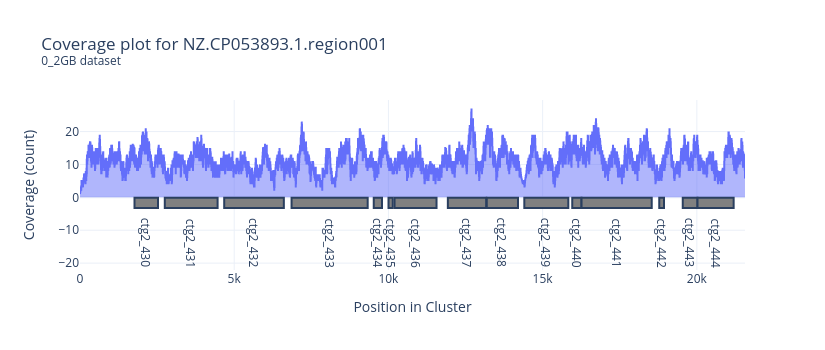 Coverage plot for NZ.CP053893.1.region001
0_2GB dataset
Coverage (count)
20
10
0
−10
−20
ctg2_430
ctg2_431
ctg2_432
ctg2_433
ctg2_434
ctg2_435
ctg2_436
ctg2_437
ctg2_438
ctg2_439
ctg2_440
ctg2_441
ctg2_442
ctg2_443
ctg2_444
0 5k 10k 15k 20k
Position in Cluster